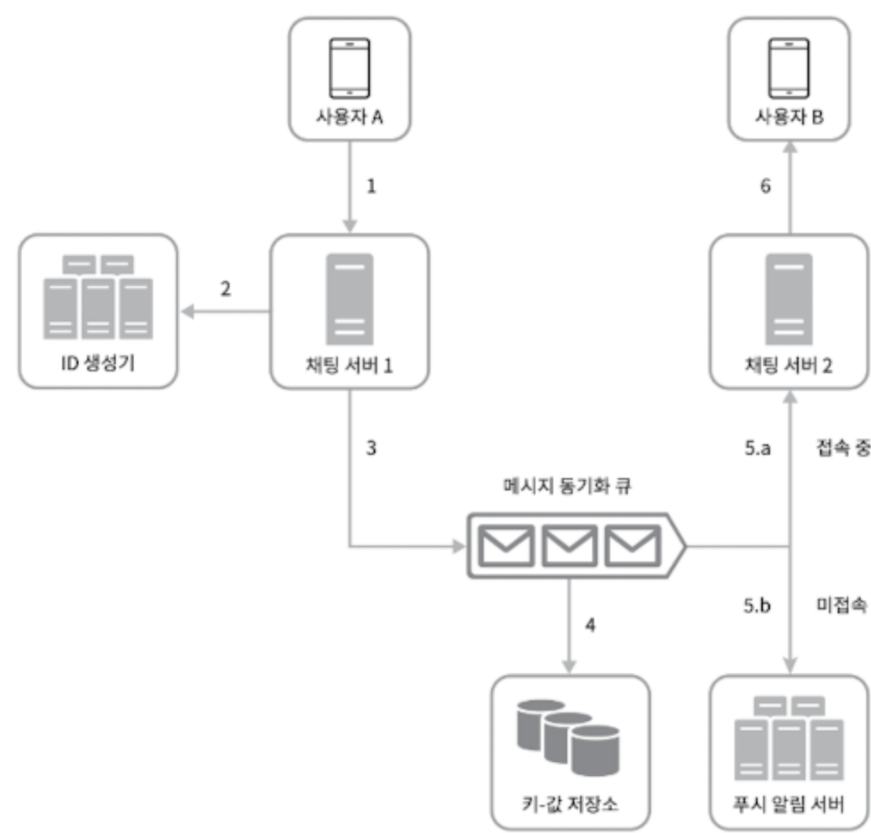 사용자 A
사용자 B
1
6
2
ID 생성기
채팅 서버 1
채팅 서버 2
3
5.a
접속 중
메시지 동기화 큐
5.b
미접속
4
키-값 저장소
푸시 알림 서버